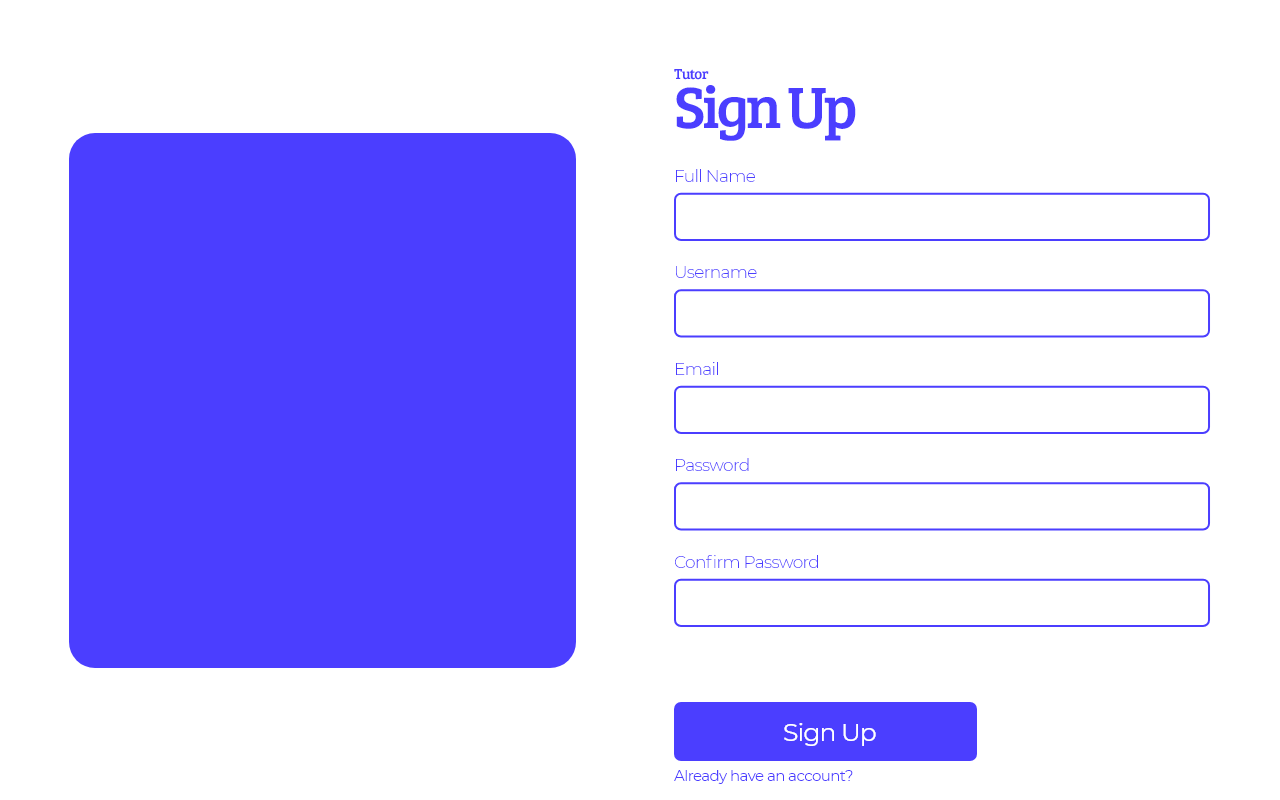 Tutor
Sign Up
Full Name
Username
Email
Password
Confirm Password
Sign Up
Already have an account?